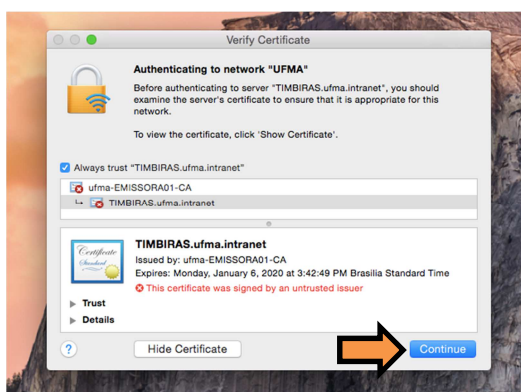 Verify Certificate
Authenticating to network "UFMA"
Before authenticating to server "TIMBIRAS.ufma.intranet", you should
examine the server's certificate to ensure that it is appropriate for this
network.
To view the certificate, click 'Show Certificate'.
Always trust "TIMBIRAS.ufma.intranet"
ufma-EMISSORA01-CA
TIMBIRAS.ufma.intranet
Certificate
Standard
TIMBIRAS.ufma.intranet
Issued by: ufma-EMISSORA01-CA
Expires: Monday, January 6, 2020 at 3:42:49 PM Brasilia Standard Time
This certificate was signed by an untrusted issuer
Trust
Details
?
Hide Certificate
Continue